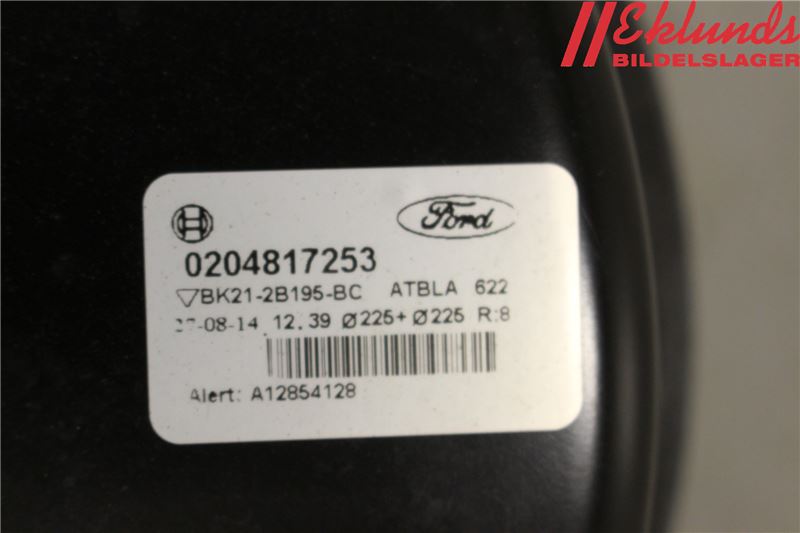 Eklunds
BILDELSLAGER
Ford
0204817253
BK21-2B195-BC ATBLA 622
-08-14 12.39 Ø225+Ø225 R:8
Alert: A12854128